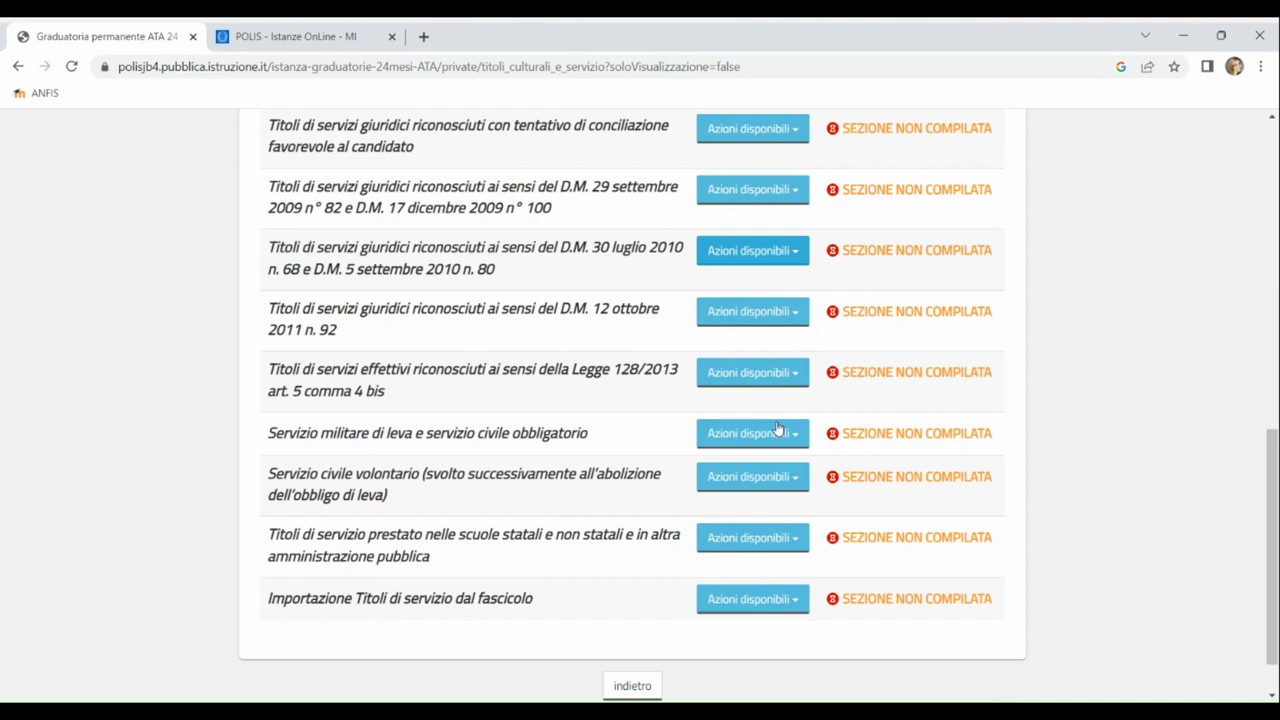 Graduatoria permanente ATA 24
POLIS - Istanze OnLine - MI
polisjb4.pubblica.istruzione.it/istanza-graduatorie-24mesi-ATA/private/titoli_culturali_e_servizio?soloVisualizzazione=false
ANFIS
Titoli di servizi giuridici riconosciuti con tentativo di conciliazione
favorevole al candidato
Azioni disponibili
SEZIONE NON COMPILATA
Titoli di servizi giuridici riconosciuti ai sensi del D.M. 29 settembre
2009 n° 82 e D.M. 17 dicembre 2009 n° 100
Azioni disponibili
SEZIONE NON COMPILATA
Titoli di servizi giuridici riconosciuti ai sensi del D.M. 30 luglio 2010
n. 68 e D.M. 5 settembre 2010 n. 80
Azioni disponibili
SEZIONE NON COMPILATA
Titoli di servizi giuridici riconosciuti ai sensi del D.M. 12 ottobre
2011 n. 92
Azioni disponibili
SEZIONE NON COMPILATA
Titoli di servizi effettivi riconosciuti ai sensi della Legge 128/2013
art. 5 comma 4 bis
Azioni disponibili
SEZIONE NON COMPILATA
Servizio militare di leva e servizio civile obbligatorio
Azioni disponibili
SEZIONE NON COMPILATA
Servizio civile volontario (svolto successivamente all'abolizione
dell'obbligo di leva)
Azioni disponibili
SEZIONE NON COMPILATA
Titoli di servizio prestato nelle scuole statali e non statali e in altra
amministrazione pubblica
Azioni disponibili
SEZIONE NON COMPILATA
Importazione Titoli di servizio dal fascicolo
Azioni disponibili
SEZIONE NON COMPILATA
indietro